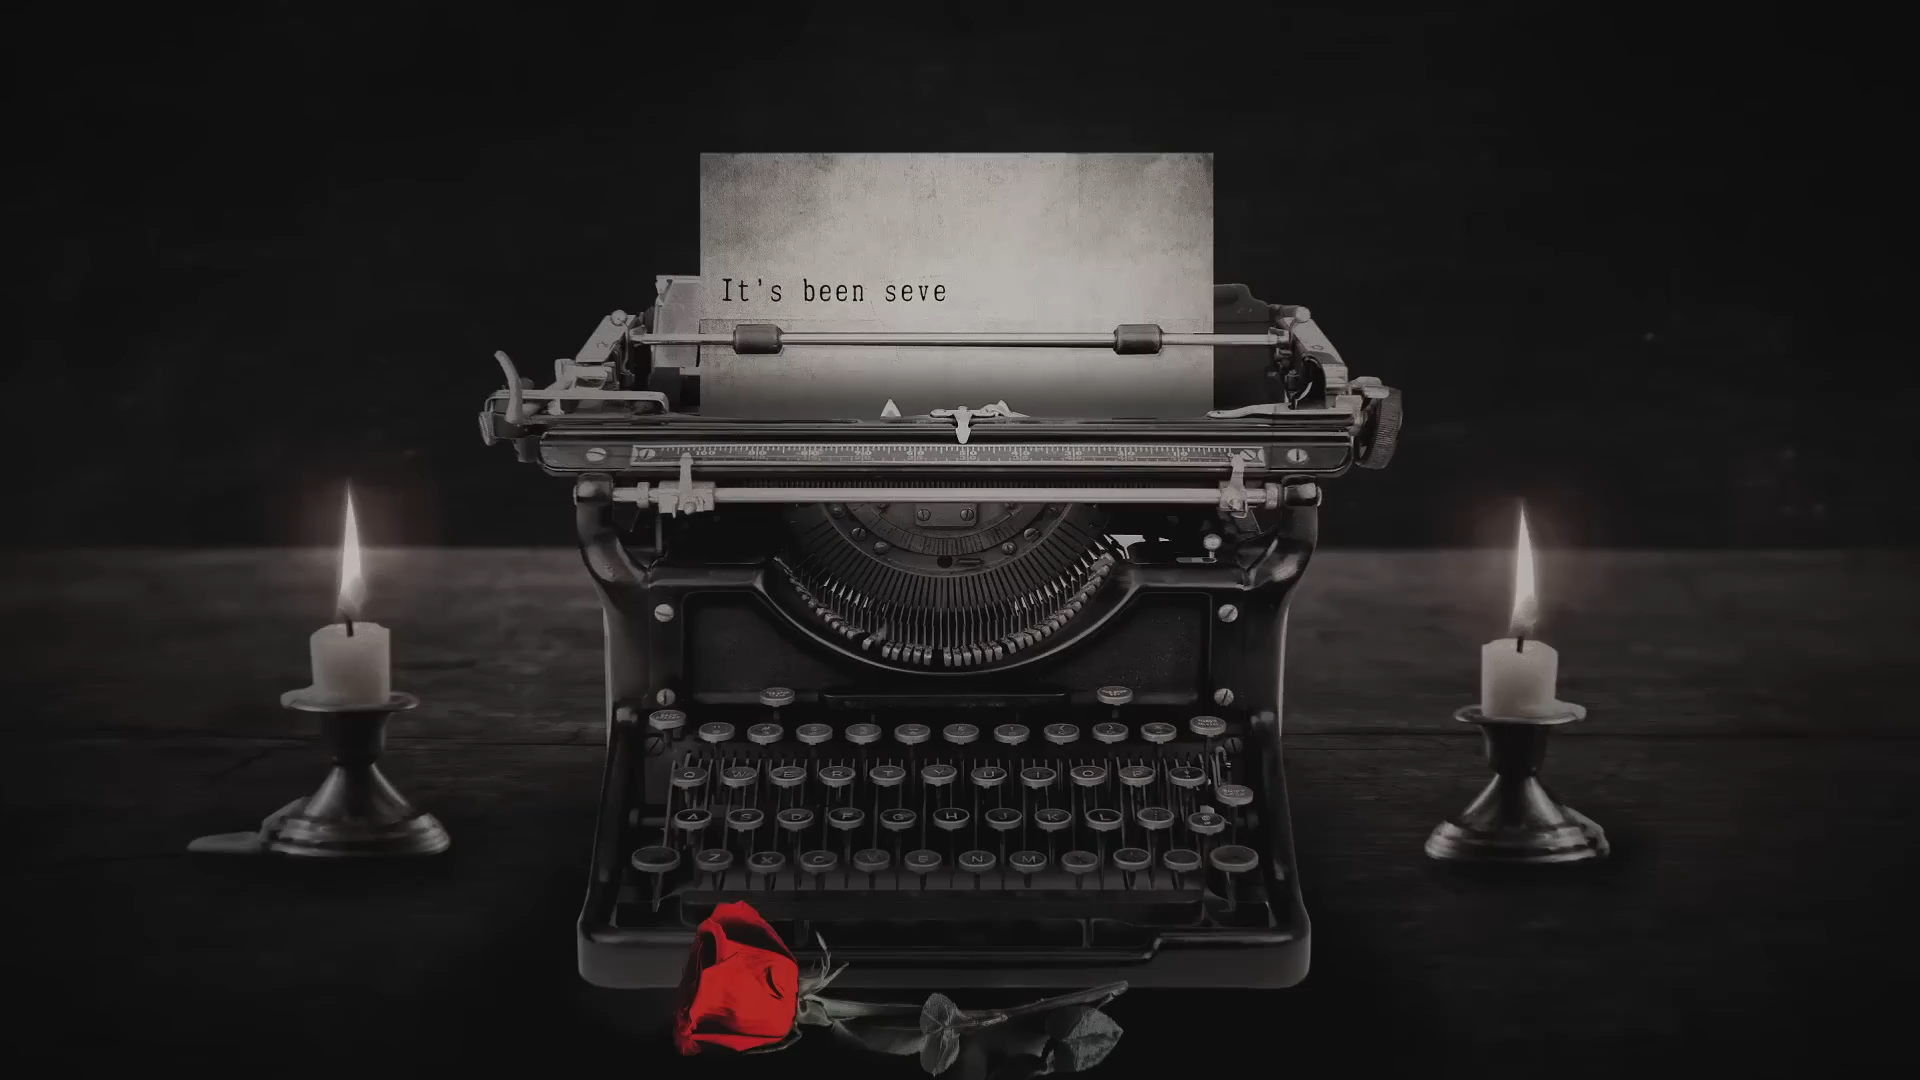 It's been seve
Q W E R T Y U I O P
A S D F G H J K L
Z X C V B N M